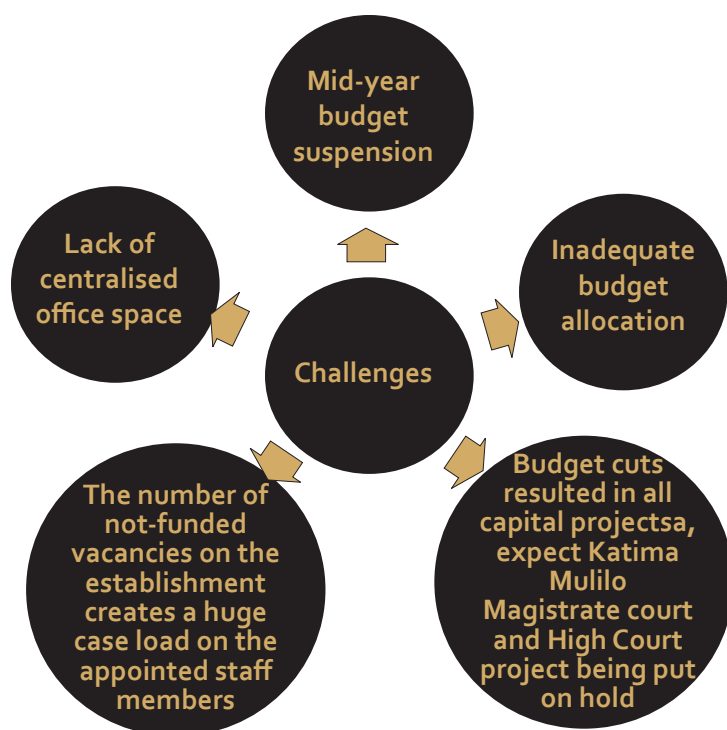 Mid-year
budget
suspension
Lack of
centralised
office space
Inadequate
budget
allocation
Challenges
The number of
not-funded
vacancies on the
establishment
creates a huge
case load on the
appointed staff
members
Budget cuts
resulted in all
capital projectsa,
expect Katima
Mulilo
Magistrate court
and High Court
project being put
on hold